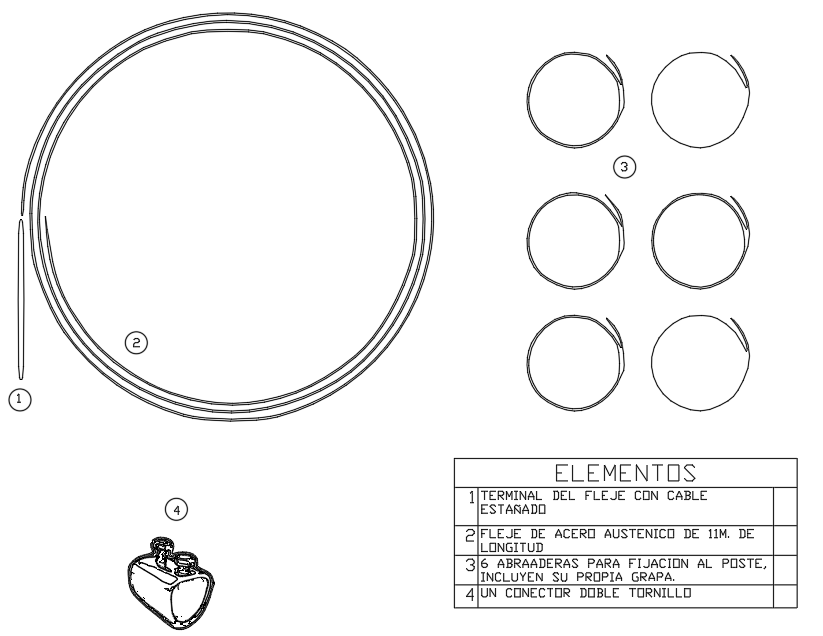 3
2
1
4
ELEMENTOS
1 TERMINAL DEL FLEJE CON CABLE
ESTAÑADO
2 FLEJE DE ACERO AUSTENICO DE 11M. DE
LONGITUD
3 6 ABRAADERAS PARA FIJACION AL POSTE,
INCLUYEN SU PROPIA GRAPA.
4 UN CONECTOR DOBLE TORNILLO